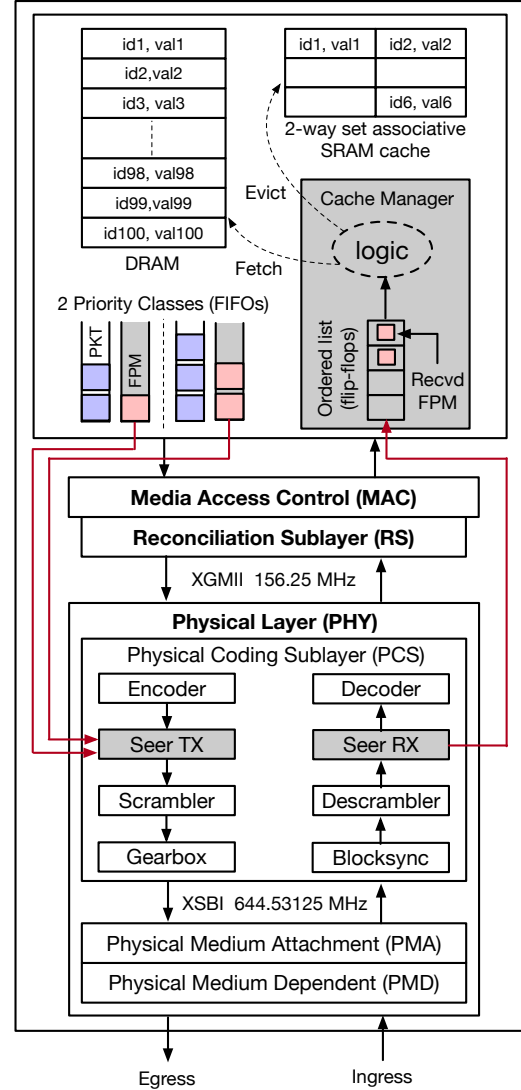 id1, val1
id2,val2
id3, val3
id98, val98
id99,val99
id100, val100
DRAM
id1, val1
id2, val2
id6, val6
2-way set associative
SRAM cache
Evict
Fetch
Cache Manager
logic
Ordered list
(flip-flops)
Recvd
FPM
2 Priority Classes (FIFOs)
PKT
FPM
Media Access Control (MAC)
Reconciliation Sublayer (RS)
XGMII 156.25 MHz
Physical Layer (PHY)
Physical Coding Sublayer (PCS)
Encoder
Decoder
Seer TX
Seer RX
Scrambler
Descrambler
Gearbox
Blocksync
XSBI 644.53125 MHz
Physical Medium Attachment (PMA)
Physical Medium Dependent (PMD)
Egress
Ingress